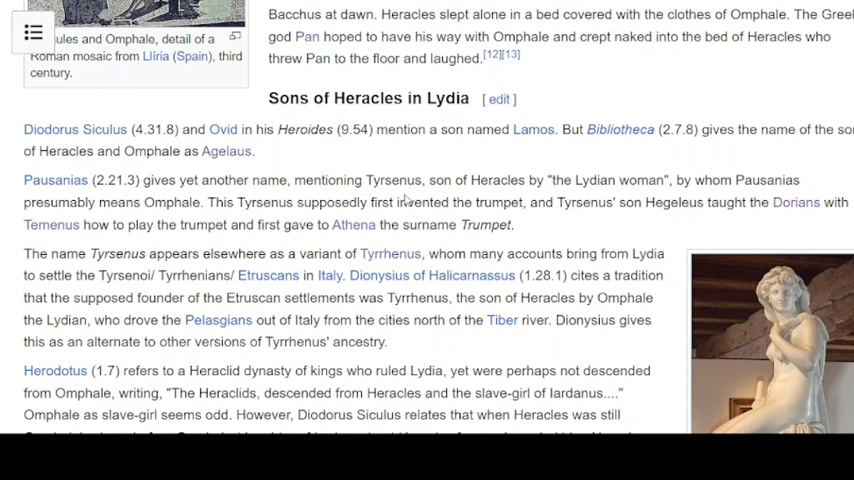 Bacchus at dawn. Heracles slept alone in a bed covered with the clothes of Omphale. The Greek
god Pan hoped to have his way with Omphale and crept naked into the bed of Heracles who
threw Pan to the floor and laughed.[12][13]
cules and Omphale, detail of a
Roman mosaic from Llíria (Spain), third
century.
Sons of Heracles in Lydia [ edit ]
Diodorus Siculus (4.31.8) and Ovid in his Heroides (9.54) mention a son named Lamos. But Bibliotheca (2.7.8) gives the name of the so
of Heracles and Omphale as Agelaus.
Pausanias (2.21.3) gives yet another name, mentioning Tyrsenus, son of Heracles by "the Lydian woman", by whom Pausanias
presumably means Omphale. This Tyrsenus supposedly first invented the trumpet, and Tyrsenus' son Hegeleus taught the Dorians with
Temenus how to play the trumpet and first gave to Athena the surname Trumpet.
The name Tyrsenus appears elsewhere as a variant of Tyrrhenus, whom many accounts bring from Lydia
to settle the Tyrsenoi/ Tyrrhenians/ Etruscans in Italy. Dionysius of Halicarnassus (1.28.1) cites a tradition
that the supposed founder of the Etruscan settlements was Tyrrhenus, the son of Heracles by Omphale
the Lydian, who drove the Pelasgians out of Italy from the cities north of the Tiber river. Dionysius gives
this as an alternate to other versions of Tyrrhenus' ancestry.
Herodotus (1.7) refers to a Heraclid dynasty of kings who ruled Lydia, yet were perhaps not descended
from Omphale, writing, "The Heraclids, descended from Heracles and the slave-girl of Iardanus...."
Omphale as slave-girl seems odd. However, Diodorus Siculus relates that when Heracles was still